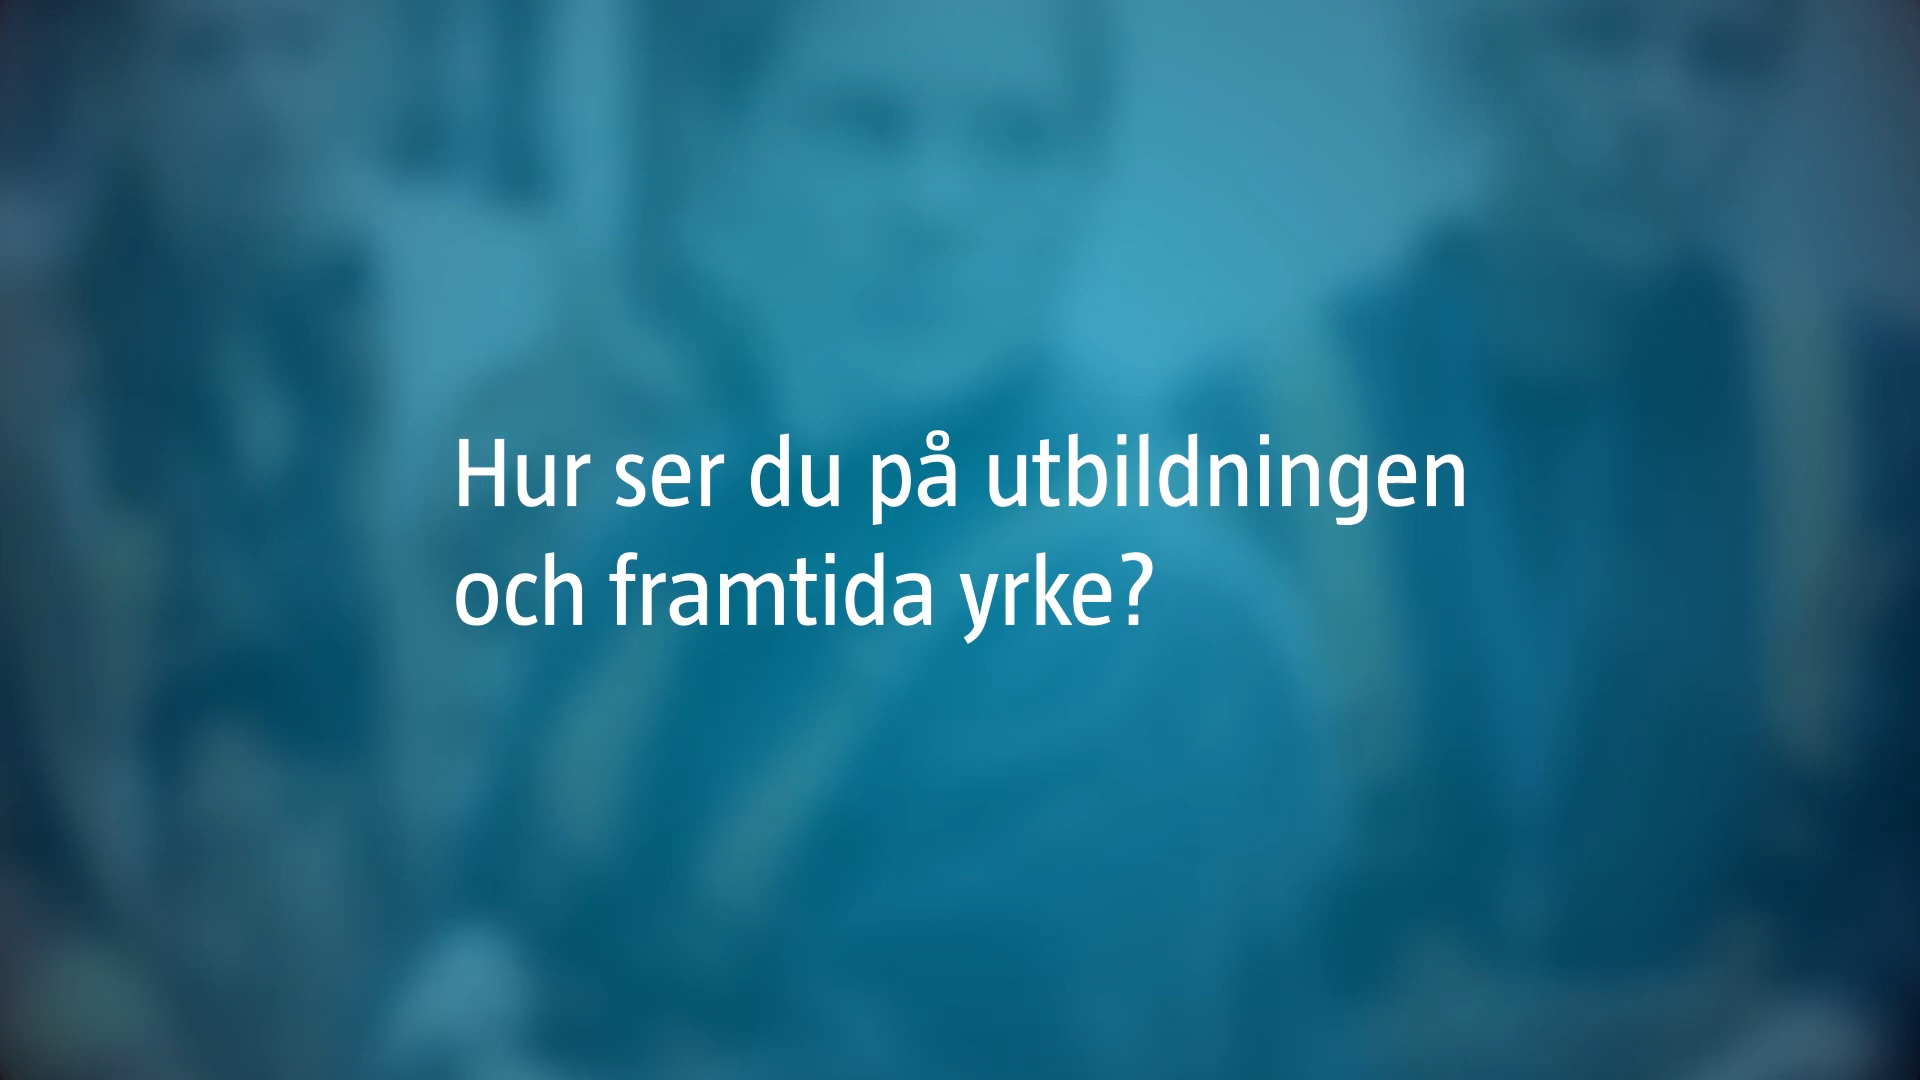 Hur ser du på utbildningen
och framtida yrke?